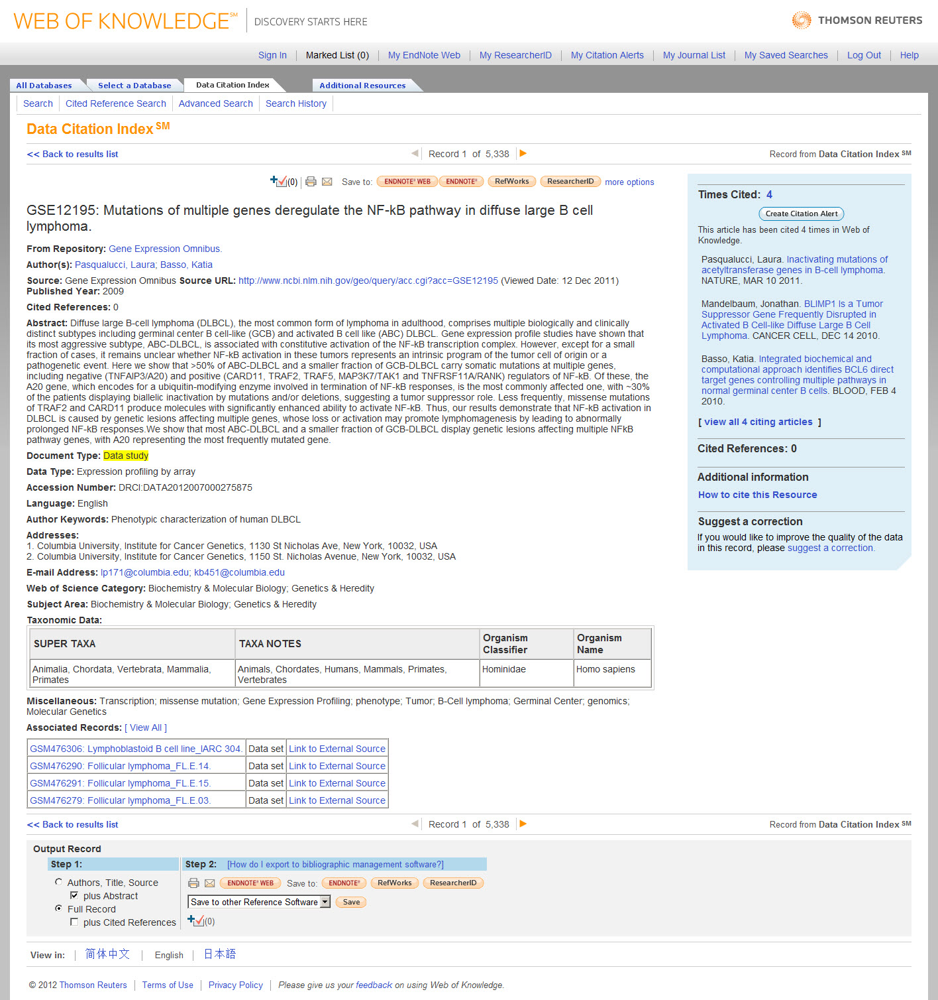 WEB OF KNOWLEDGE SM DISCOVERY STARTS HERE
THOMSON REUTERS
Sign In Marked List (0) My EndNote Web My ResearcherID My Citation Alerts My Journal List My Saved Searches Log Out Help
All Databases Select a Database Data Citation Index Additional Resources
Search Cited Reference Search Advanced Search Search History
Data Citation Index SM
<< Back to results list Record 1 of 5,338 Record from Data Citation Index SM
(0) Save to: ENDNOTE® WEB ENDNOTE® RefWorks ResearcherID more options
GSE12195: Mutations of multiple genes deregulate the NF-kB pathway in diffuse large B cell
lymphoma.
From Repository: Gene Expression Omnibus.
Author(s): Pasqualucci, Laura; Basso, Katia
Source: Gene Expression Omnibus Source URL: http://www.ncbi.nlm.nih.gov/geo/query/acc.cgi?acc=GSE12195 (Viewed Date: 12 Dec 2011)
Published Year: 2009
Cited References: 0
Abstract: Diffuse large B-cell lymphoma (DLBCL), the most common form of lymphoma in adulthood, comprises multiple biologically and clinically
distinct subtypes including germinal center B cell-like (GCB) and activated B cell like (ABC) DLBCL. Gene expression profile studies have shown that
its most aggressive subtype, ABC-DLBCL, is associated with constitutive activation of the NF-kB transcription complex. However, except for a small
fraction of cases, it remains unclear whether NF-kB activation in these tumors represents an intrinsic program of the tumor cell of origin or a
pathogenetic event. Here we show that >50% of ABC-DLBCL and a smaller fraction of GCB-DLBCL carry somatic mutations at multiple genes,
including negative (TNFAIP3/A20) and positive (CARD11, TRAF2, TRAF5, MAP3K7/TAK1 and TNFRSF11A/RANK) regulators of NF-kB. Of these, the
A20 gene, which encodes for a ubiquitin-modifying enzyme involved in termination of NF-kB responses, is the most commonly affected one, with ~30%
of the patients displaying biallelic inactivation by mutations and/or deletions, suggesting a tumor suppressor role. Less frequently, missense mutations
of TRAF2 and CARD11 produce molecules with significantly enhanced ability to activate NF-kB. Thus, our results demonstrate that NF-kB activation in
DLBCL is caused by genetic lesions affecting multiple genes, whose loss or activation may promote lymphomagenesis by leading to abnormally
prolonged NF-kB responses.We show that most ABC-DLBCL and a smaller fraction of GCB-DLBCL display genetic lesions affecting multiple NFkB
pathway genes, with A20 representing the most frequently mutated gene.
Document Type: Data study
Data Type: Expression profiling by array
Accession Number: DRCI:DATA2012007000275875
Language: English
Author Keywords: Phenotypic characterization of human DLBCL
Addresses:
1. Columbia University, Institute for Cancer Genetics, 1130 St Nicholas Ave, New York, 10032, USA
2. Columbia University, Institute for Cancer Genetics, 1150 St. Nicholas Avenue, New York, 10032, USA
E-mail Address: lp171@columbia.edu; kb451@columbia.edu
Web of Science Category: Biochemistry & Molecular Biology; Genetics & Heredity
Subject Area: Biochemistry & Molecular Biology; Genetics & Heredity
Taxonomic Data:
SUPER TAXA TAXA NOTES Organism Classifier Organism Name
Animalia, Chordata, Vertebrata, Mammalia, Primates Animals, Chordates, Humans, Mammals, Primates, Vertebrates Hominidae Homo sapiens
Miscellaneous: Transcription; missense mutation; Gene Expression Profiling; phenotype; Tumor; B-Cell lymphoma; Germinal Center; genomics;
Molecular Genetics
Associated Records: [ View All ]
GSM476306: Lymphoblastoid B cell line_IARC 304. Data set Link to External Source
GSM476290: Follicular lymphoma_FL.E.14. Data set Link to External Source
GSM476291: Follicular lymphoma_FL.E.15. Data set Link to External Source
GSM476279: Follicular lymphoma_FL.E.03. Data set Link to External Source
Times Cited: 4
Create Citation Alert
This article has been cited 4 times in Web of
Knowledge.
Pasqualucci, Laura. Inactivating mutations of
acetyltransferase genes in B-cell lymphoma.
NATURE, MAR 10 2011.
Mandelbaum, Jonathan. BLIMP1 Is a Tumor
Suppressor Gene Frequently Disrupted in
Activated B Cell-like Diffuse Large B Cell
Lymphoma. CANCER CELL, DEC 14 2010.
Basso, Katia. Integrated biochemical and
computational approach identifies BCL6 direct
target genes controlling multiple pathways in
normal germinal center B cells. BLOOD, FEB 4
2010.
[ view all 4 citing articles ]
Cited References: 0
Additional information
How to cite this Resource
Suggest a correction
If you would like to improve the quality of the data
in this record, please suggest a correction.
<< Back to results list Record 1 of 5,338 Record from Data Citation Index SM
Output Record
Step 1: Step 2: [How do I export to bibliographic management software?]
Authors, Title, Source
plus Abstract
Full Record
plus Cited References
ENDNOTE® WEB Save to: ENDNOTE® RefWorks ResearcherID
Save to other Reference Software Save
(0)
View in: 简体中文 English 日本語
© 2012 Thomson Reuters Terms of Use Privacy Policy Please give us your feedback on using Web of Knowledge.